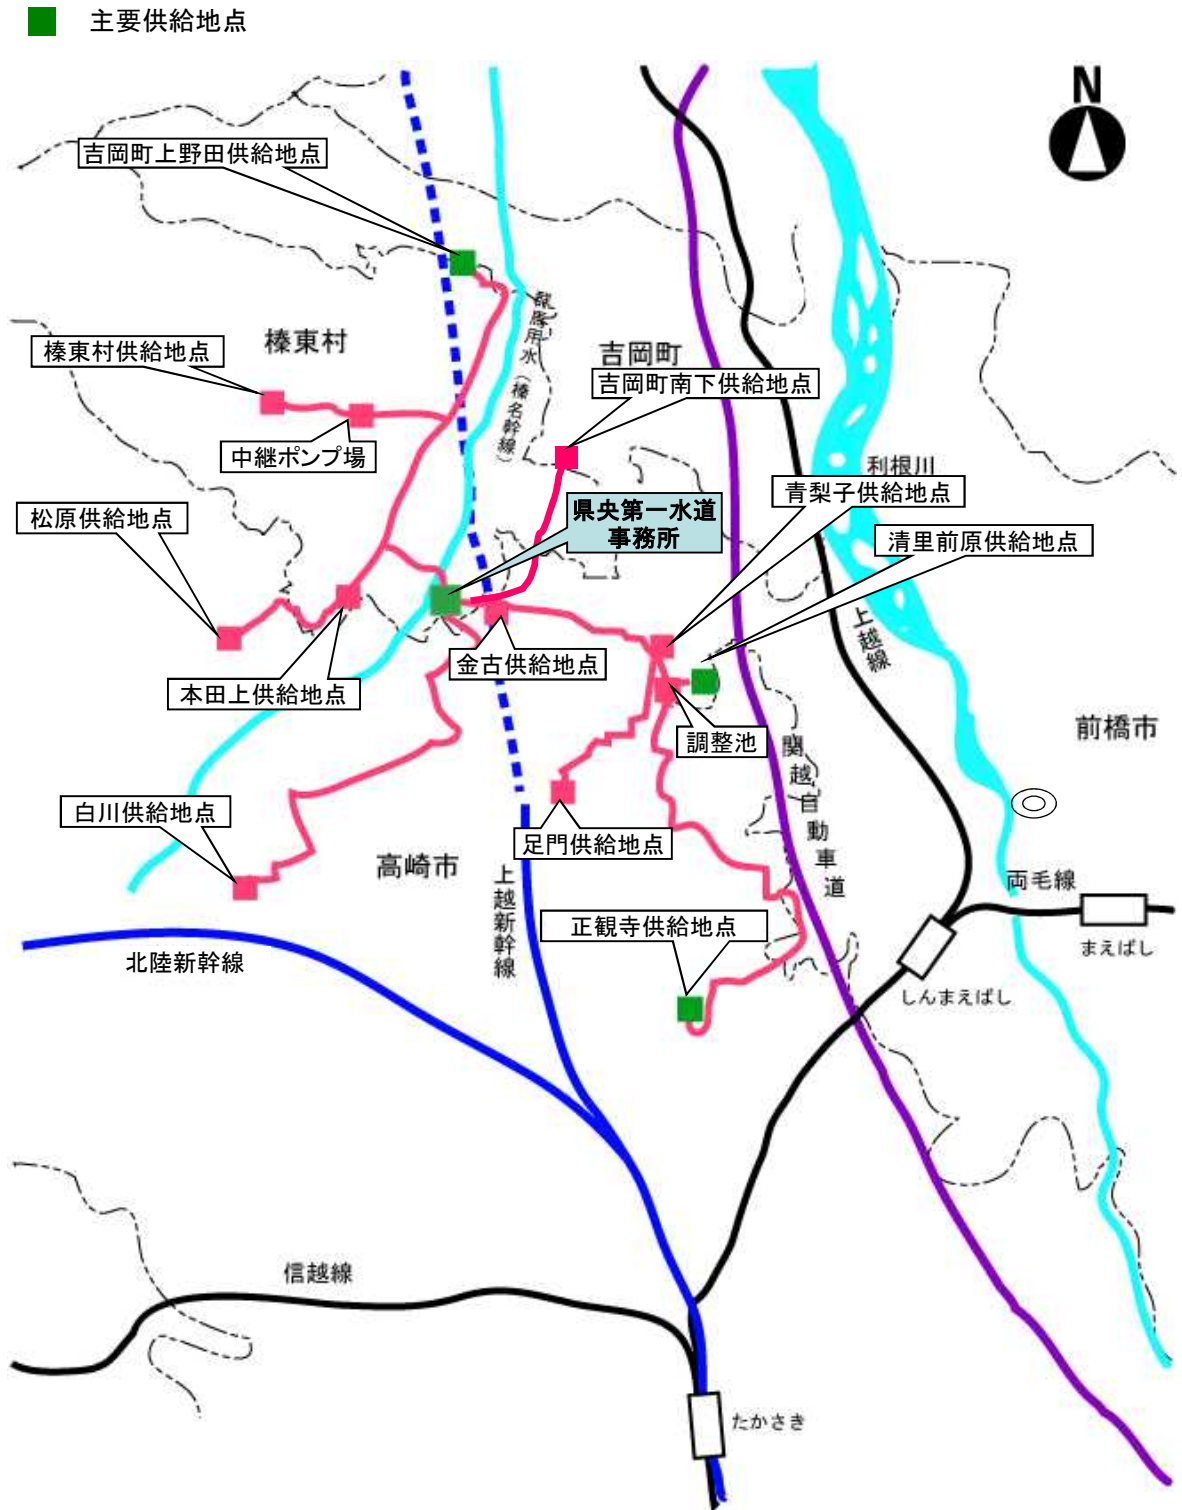 主要供給地点
N
吉岡町上野田供給地点
群馬用水(榛名幹線)
榛東村
吉岡町
榛東村供給地点
吉岡町南下供給地点
中継ポンプ場
利根川
青梨子供給地点
松原供給地点
県央第一水道
事務所
清里前原供給地点
上越線
金古供給地点
本田上供給地点
調整池
前橋市
関越自動車道
白川供給地点
足門供給地点
高崎市
上越新幹線
両毛線
正観寺供給地点
まえばし
北陸新幹線
しんまえばし
信越線
たかさき